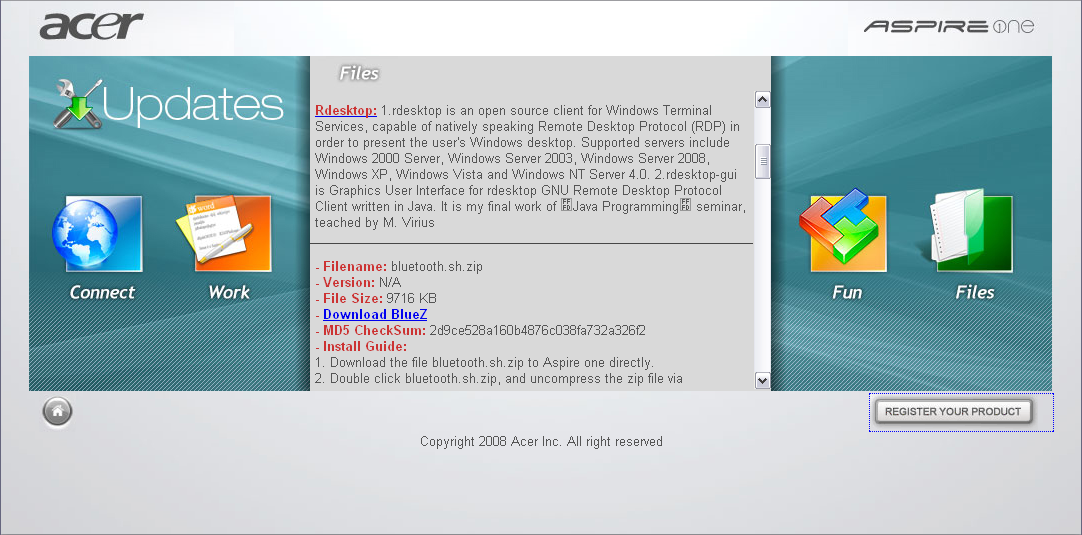 acer
ASPIRE one
Updates
Files
Rdesktop: 1.rdesktop is an open source client for Windows Terminal
Services, capable of natively speaking Remote Desktop Protocol (RDP) in
order to present the user's Windows desktop. Supported servers include
Windows 2000 Server, Windows Server 2003, Windows Server 2008,
Windows XP, Windows Vista and Windows NT Server 4.0. 2.rdesktop-gui
is Graphics User Interface for rdesktop GNU Remote Desktop Protocol
Client written in Java. It is my final work of Java Programming seminar,
teached by M. Virius
- Filename: bluetooth.sh.zip
- Version: N/A
- File Size: 9716 KB
- Download BlueZ
- MD5 CheckSum: 2d9ce528a160b4876c038fa732a326f2
- Install Guide:
1. Download the file bluetooth.sh.zip to Aspire one directly.
2. Double click bluetooth.sh.zip, and uncompress the zip file via
word
Connect
Work
Fun
Files
REGISTER YOUR PRODUCT
Copyright 2008 Acer Inc. All right reserved